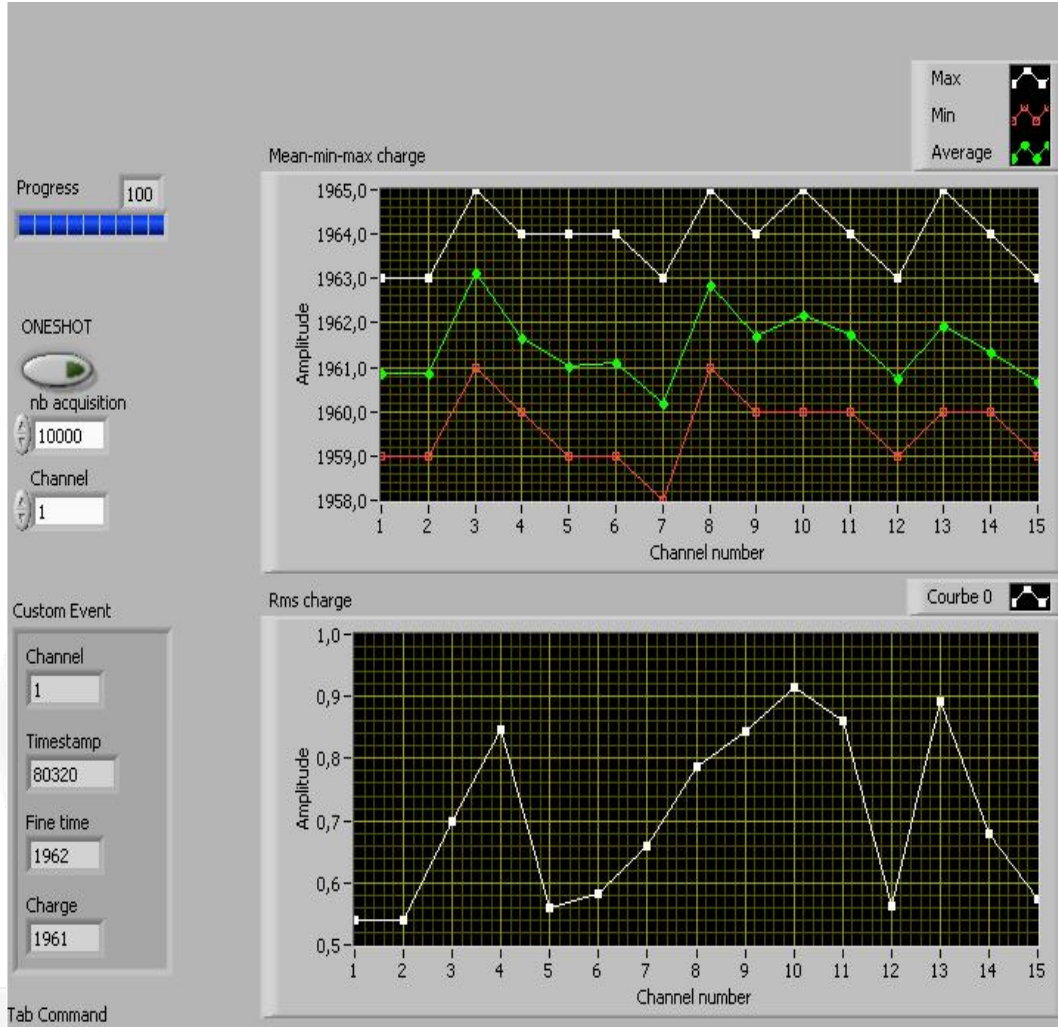 Max
Min
Average
Mean-min-max charge
Progress
100
1965,0
1964,0
1963,0
1962,0
1961,0
1960,0
1959,0
1958,0
Amplitude
1 2 3 4 5 6 7 8 9 10 11 12 13 14 15
Channel number
ONESHOT
nb acquisition
10000
Channel
1
Custom Event
Channel
1
Timestamp
80320
Fine time
1962
Charge
1961
Tab Command
Rms charge
Courbe 0
1,0
0,9
0,8
0,7
0,6
0,5
Amplitude
1 2 3 4 5 6 7 8 9 10 11 12 13 14 15
Channel number